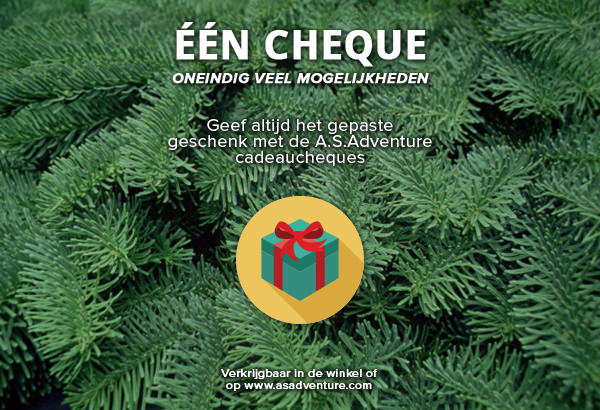 ÉÉN CHEQUE
ONEINDIG VEEL MOGELIJKHEDEN
Geef altijd het gepaste
geschenk met de A.S.Adventure
cadeaucheques
Verkrijgbaar in de winkel of
op www.asadventure.com